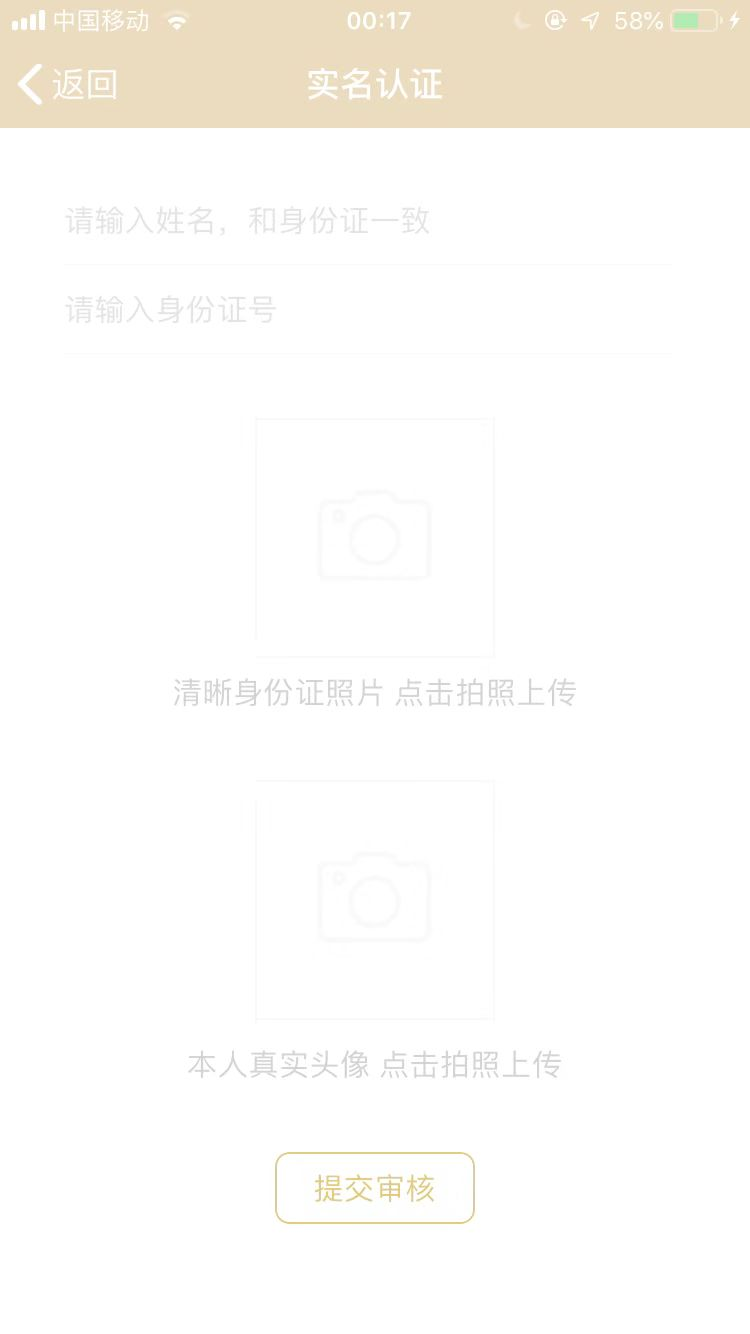 中国移动 00:17 58%
返回 实名认证
请输入姓名，和身份证一致
请输入身份证号
清晰身份证照片 点击拍照上传
本人真实头像 点击拍照上传
提交审核